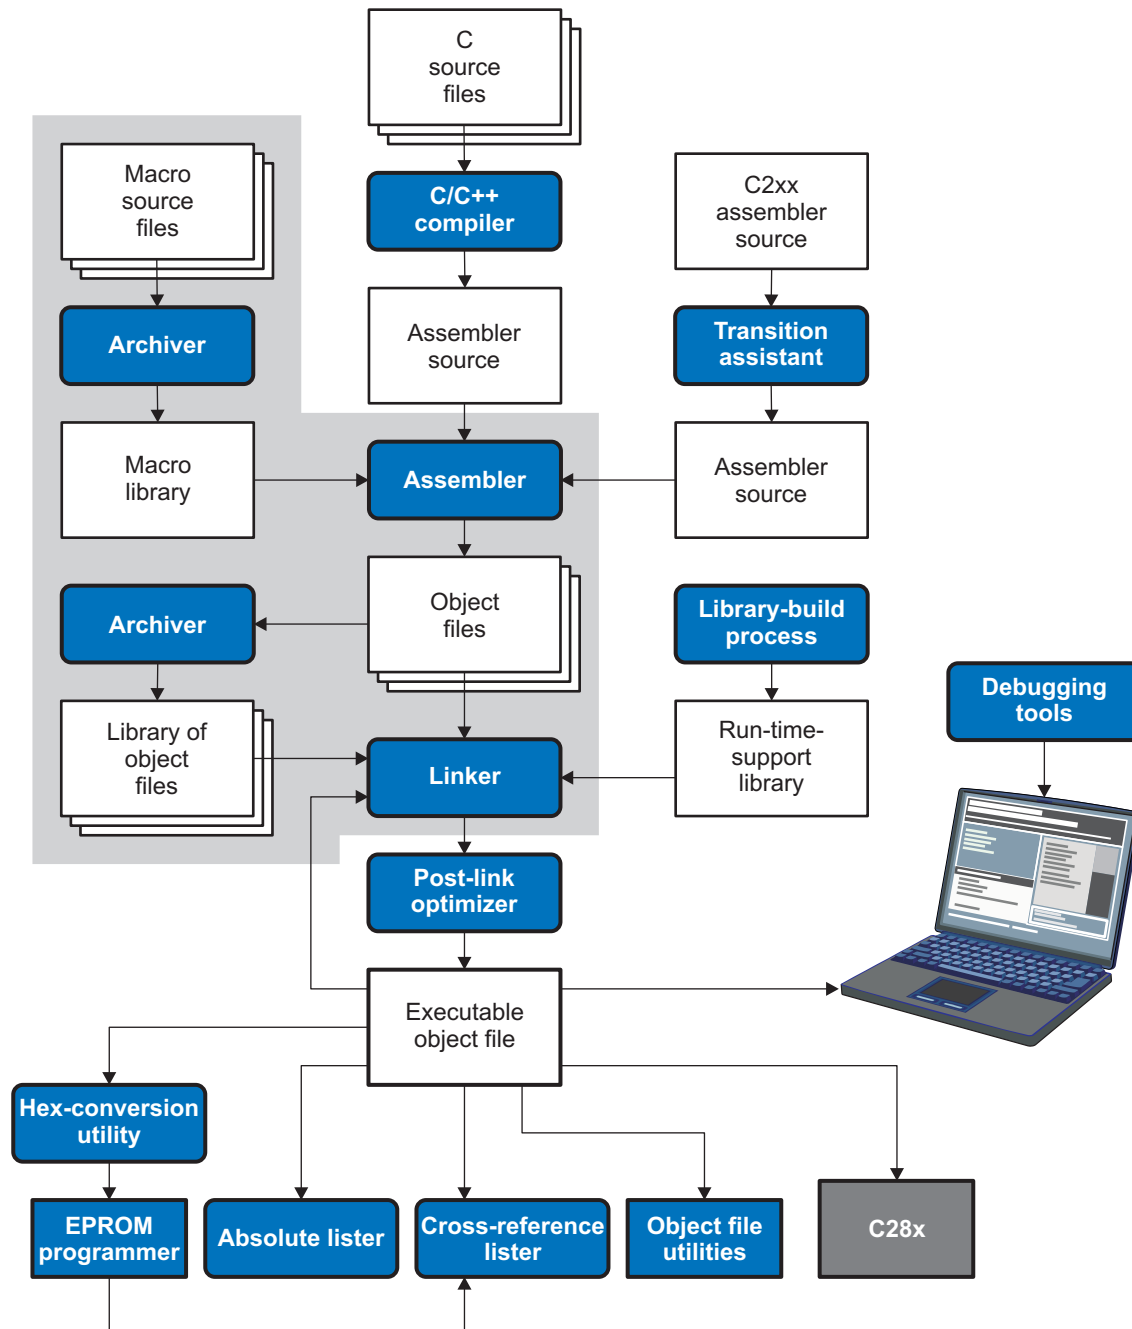 C
source
files
Macro
source
files
C/C++
compiler
C2xx
assembler
source
Archiver
Assembler
source
Transition
assistant
Macro
library
Assembler
Assembler
source
Archiver
Object
files
Library-build
process
Debugging
tools
Library of
object
files
Linker
Run-time-
support
library
Post-link
optimizer
Executable
object file
Hex-conversion
utility
EPROM
programmer
Absolute lister
Cross-reference
lister
Object file
utilities
C28x